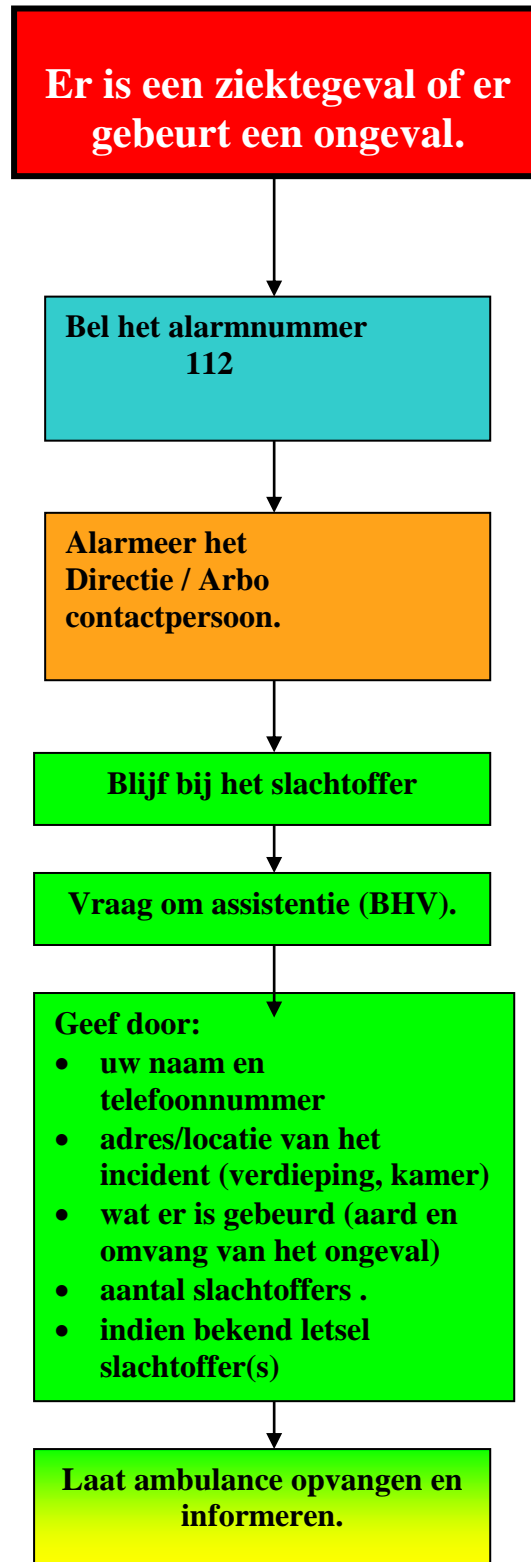 Er is een ziektegeval of er
gebeurt een ongeval.
Bel het alarmnummer
112
Alarmeer het
Directie / Arbo
contactpersoon.
Blijf bij het slachtoffer
Vraag om assistentie (BHV).
Geef door:
• uw naam en
telefoonnummer
• adres/locatie van het
incident (verdieping, kamer)
• wat er is gebeurd (aard en
omvang van het ongeval)
• aantal slachtoffers .
• indien bekend letsel
slachtoffer(s)
Laat ambulance opvangen en
informeren.